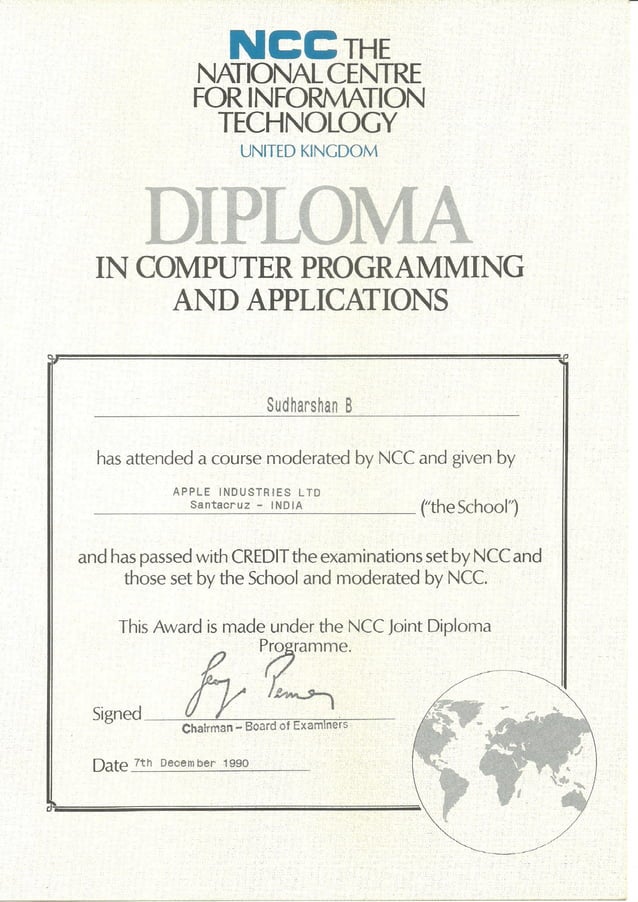 NCC THE
NATIONAL CENTRE
FOR INFORMATION
TECHNOLOGY
UNITED KINGDOM
DIPLOMA
IN COMPUTER PROGRAMMING
AND APPLICATIONS
Sudharshan B
has attended a course moderated by NCC and given by
APPLE INDUSTRIES LTD
Santacruz - INDIA
("the School")
and has passed with CREDIT the examinations set by NCC and
those set by the School and moderated by NCC.
This Award is made under the NCC Joint Diploma
Programme.
Signed
Chairman - Board of Examiners
Date 7th December 1990